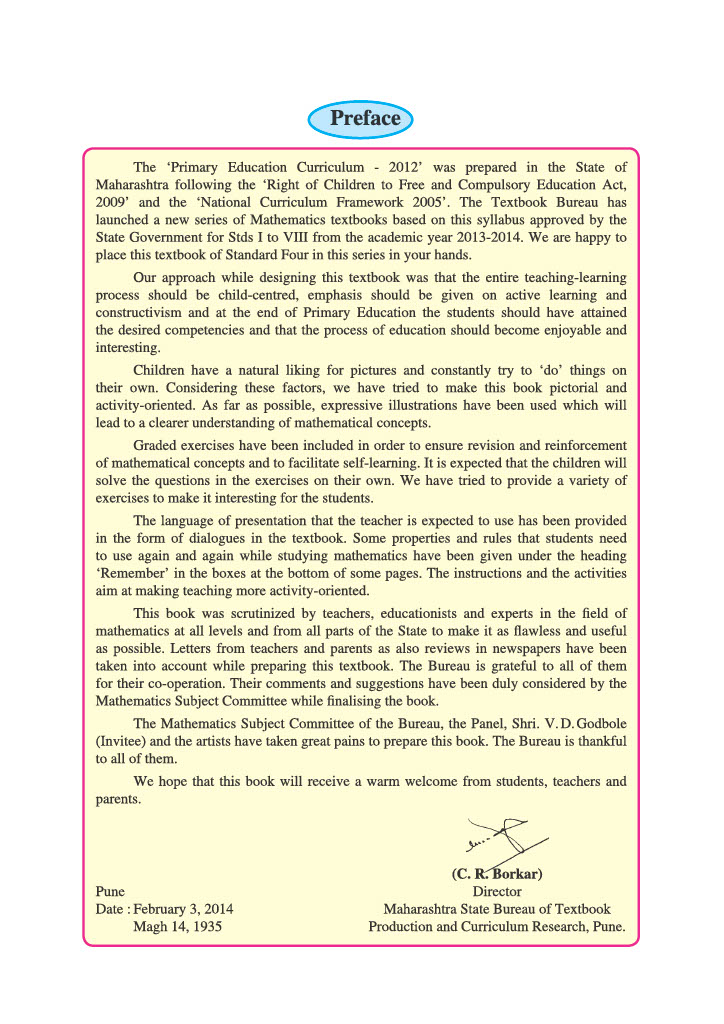 Preface
The ‘Primary Education Curriculum - 2012’ was prepared in the State of
Maharashtra following the ‘Right of Children to Free and Compulsory Education Act,
2009’ and the ‘National Curriculum Framework 2005’. The Textbook Bureau has
launched a new series of Mathematics textbooks based on this syllabus approved by the
State Government for Stds I to VIII from the academic year 2013-2014. We are happy to
place this textbook of Standard Four in this series in your hands.
Our approach while designing this textbook was that the entire teaching-learning
process should be child-centred, emphasis should be given on active learning and
constructivism and at the end of Primary Education the students should have attained
the desired competencies and that the process of education should become enjoyable and
interesting.
Children have a natural liking for pictures and constantly try to ‘do’ things on
their own. Considering these factors, we have tried to make this book pictorial and
activity-oriented. As far as possible, expressive illustrations have been used which will
lead to a clearer understanding of mathematical concepts.
Graded exercises have been included in order to ensure revision and reinforcement
of mathematical concepts and to facilitate self-learning. It is expected that the children will
solve the questions in the exercises on their own. We have tried to provide a variety of
exercises to make it interesting for the students.
The language of presentation that the teacher is expected to use has been provided
in the form of dialogues in the textbook. Some properties and rules that students need
to use again and again while studying mathematics have been given under the heading
‘Remember’ in the boxes at the bottom of some pages. The instructions and the activities
aim at making teaching more activity-oriented.
This book was scrutinized by teachers, educationists and experts in the field of
mathematics at all levels and from all parts of the State to make it as flawless and useful
as possible. Letters from teachers and parents as also reviews in newspapers have been
taken into account while preparing this textbook. The Bureau is grateful to all of them
for their co-operation. Their comments and suggestions have been duly considered by the
Mathematics Subject Committee while finalising the book.
The Mathematics Subject Committee of the Bureau, the Panel, Shri. V. D. Godbole
(Invitee) and the artists have taken great pains to prepare this book. The Bureau is thankful
to all of them.
We hope that this book will receive a warm welcome from students, teachers and
parents.
(C. R. Borkar)
Pune Director
Date : February 3, 2014 Maharashtra State Bureau of Textbook
Magh 14, 1935 Production and Curriculum Research, Pune.